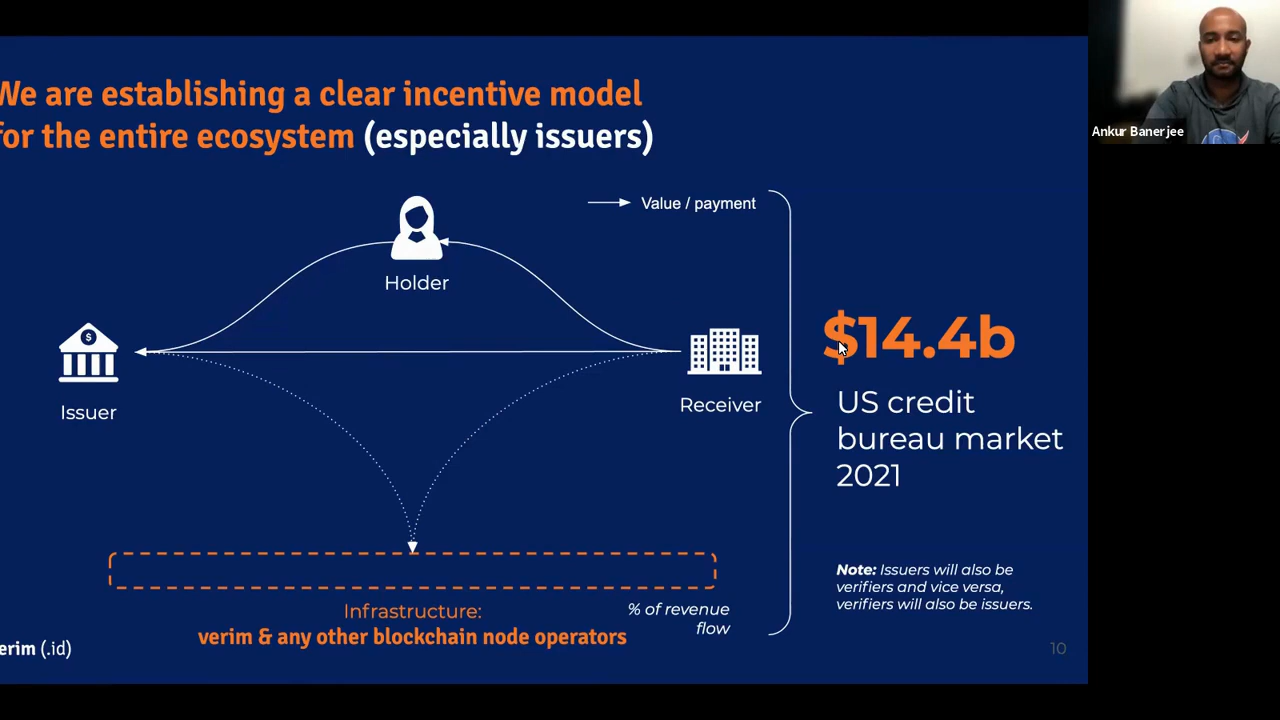 We are establishing a clear incentive model
for the entire ecosystem (especially issuers)
Ankur Banerjee
Value / payment
Holder
$
Issuer
Receiver
$14.4b
US credit
bureau market
2021
Note: Issuers will also be
verifiers and vice versa,
verifiers will also be issuers.
Infrastructure:
verim & any other blockchain node operators
% of revenue
flow
erim (.id)
10